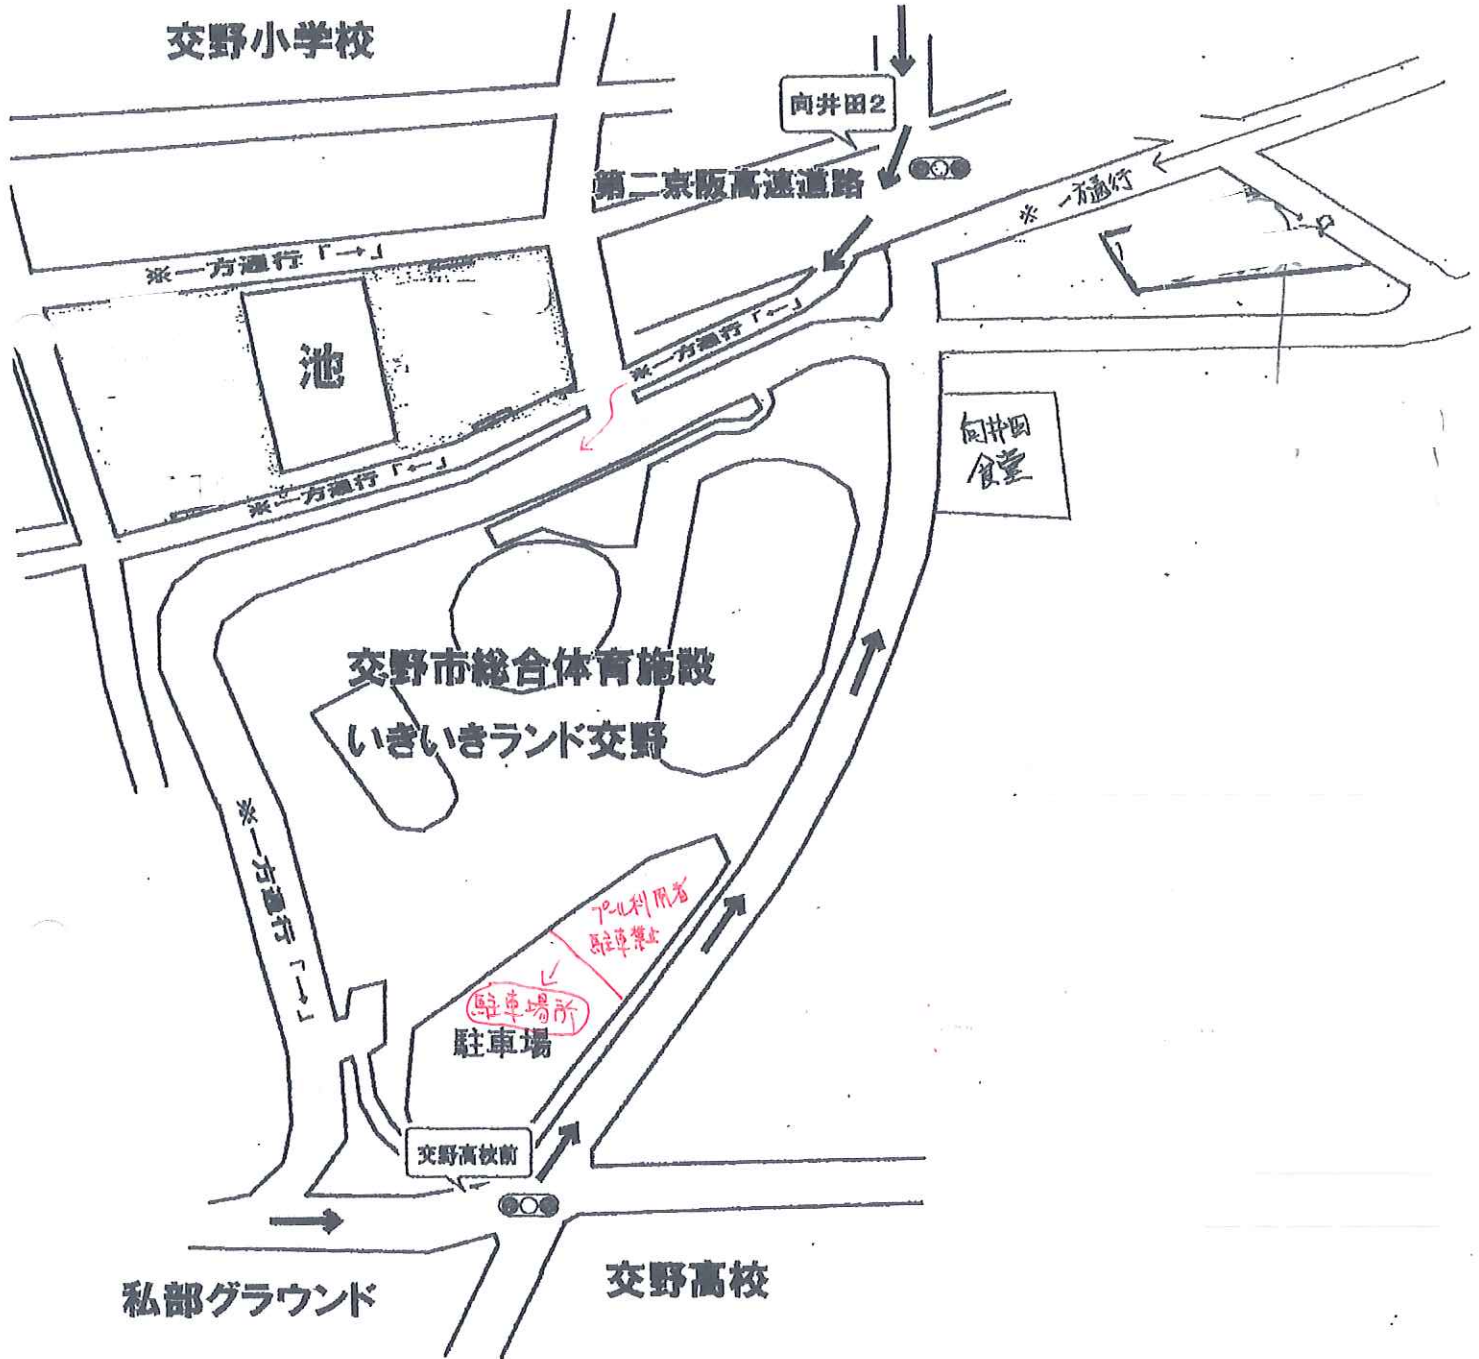 交野小学校
向井田2
第二京阪高速道路
※一方通行
※一方通行「→」
※一方通行「←」
池
※一方通行「←」
向井田
食堂
交野市総合体育施設
いきいきランド交野
※一方通行「→」
プール利用者
駐車禁止
駐車場所
駐車場
交野高校前
交野高校
私部グラウンド